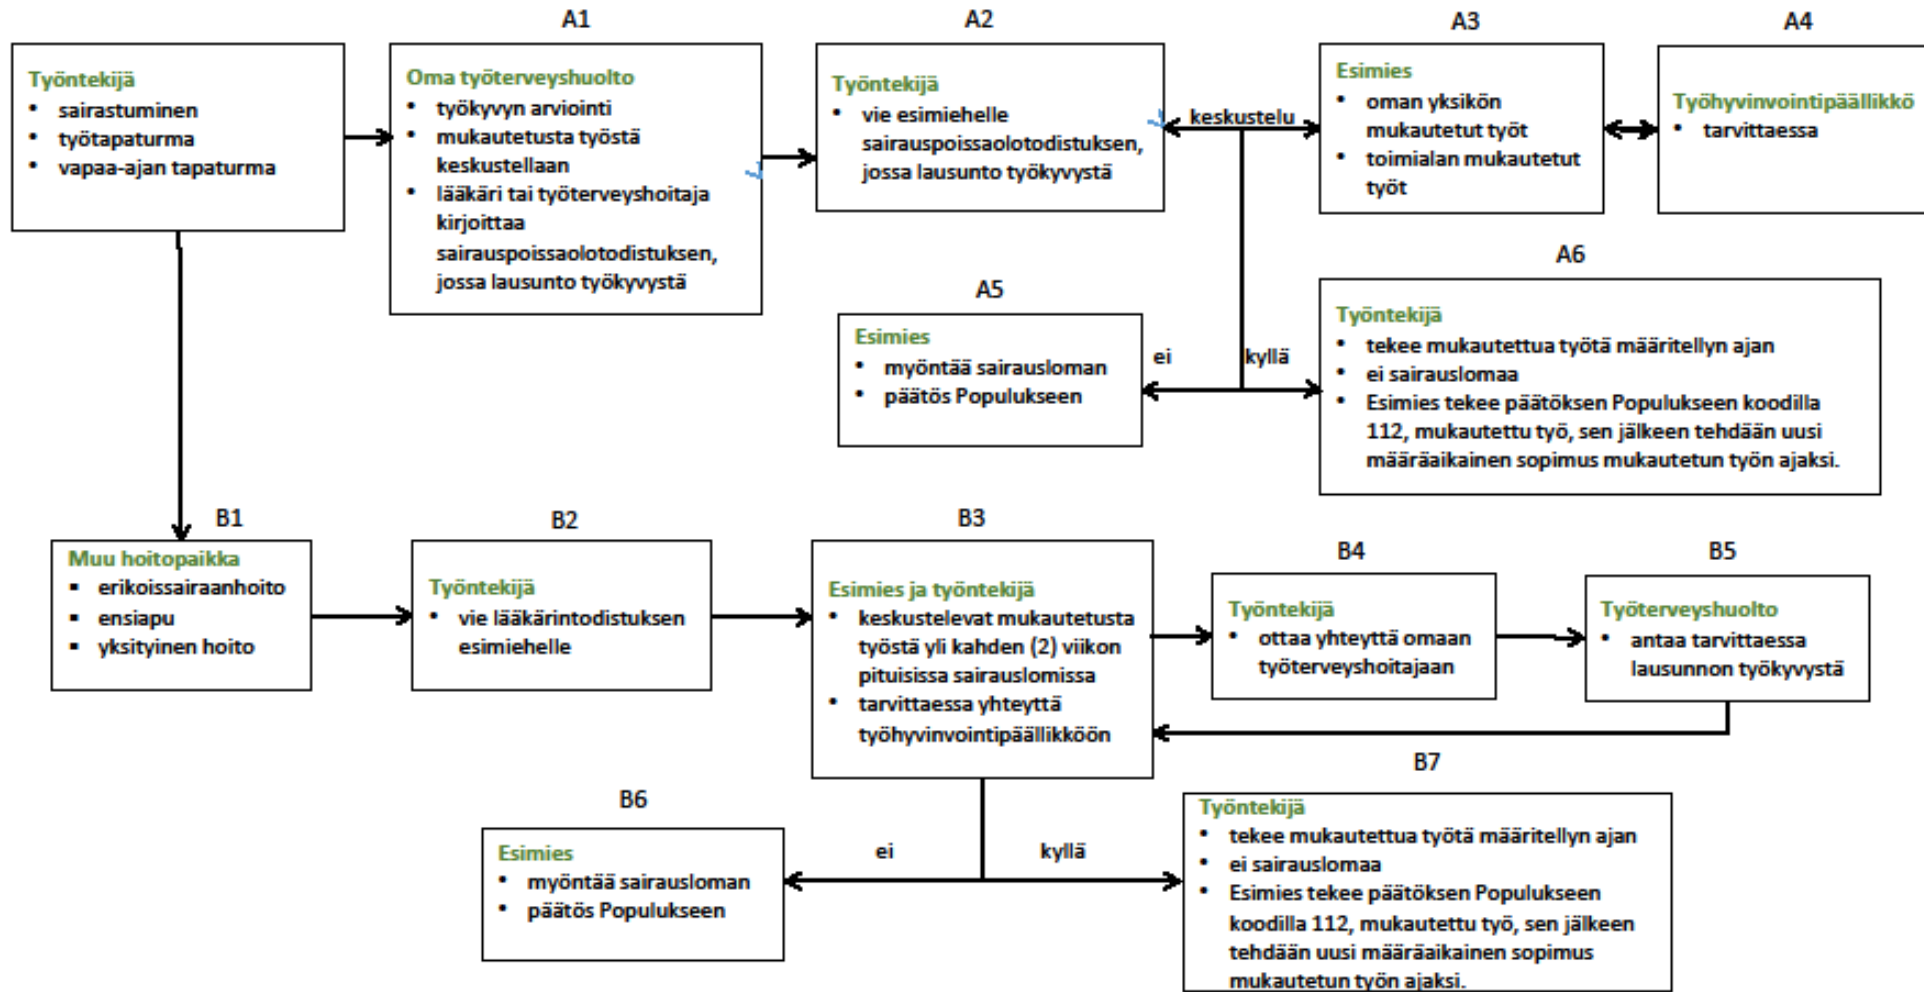 A1
A2
A3
A4
Työntekijä
• sairastuminen
• työtapaturma
• vapaa-ajan tapaturma
Oma työterveyshuolto
• työkyvyn arviointi
• mukautetusta työstä
keskustellaan
• lääkäri tai työterveyshoitaja
kirjoittaa
sairauspoissaolotodistuksen,
jossa lausunto työkyvystä
Työntekijä
• vie esimiehelle
sairauspoissaolotodistuksen,
jossa lausunto työkyvystä
keskustelu
Esimies
• oman yksikön
mukautetut työt
• toimialan mukautetut
työt
Työhyvinvointipäällikkö
• tarvittaessa
A5
Esimies
• myöntää sairausloman
• päätös Populukseen
ei
kyllä
A6
Työntekijä
• tekee mukautettua työtä määritellyn ajan
• ei sairauslomaa
• Esimies tekee päätöksen Populukseen koodilla
112, mukautettu työ, sen jälkeen tehdään uusi
määräaikainen sopimus mukautetun työn ajaksi.
B1
Muu hoitopaikka
▪ erikoissairaanhoito
▪ ensiapu
▪ yksityinen hoito
B2
Työntekijä
• vie lääkärintodistuksen
esimiehelle
B3
Esimies ja työntekijä
• keskustelevat mukautetusta
työstä yli kahden (2) viikon
pituisissa sairauslomissa
• tarvittaessa yhteyttä
työhyvinvointipäällikköön
B4
Työntekijä
• ottaa yhteyttä omaan
työterveyshoitajaan
B5
Työterveyshuolto
• antaa tarvittaessa
lausunnon työkyvystä
B6
Esimies
• myöntää sairausloman
• päätös Populukseen
ei
kyllä
B7
Työntekijä
• tekee mukautettua työtä määritellyn ajan
• ei sairauslomaa
• Esimies tekee päätöksen Populukseen
koodilla 112, mukautettu työ, sen jälkeen
tehdään uusi määräaikainen sopimus
mukautetun työn ajaksi.